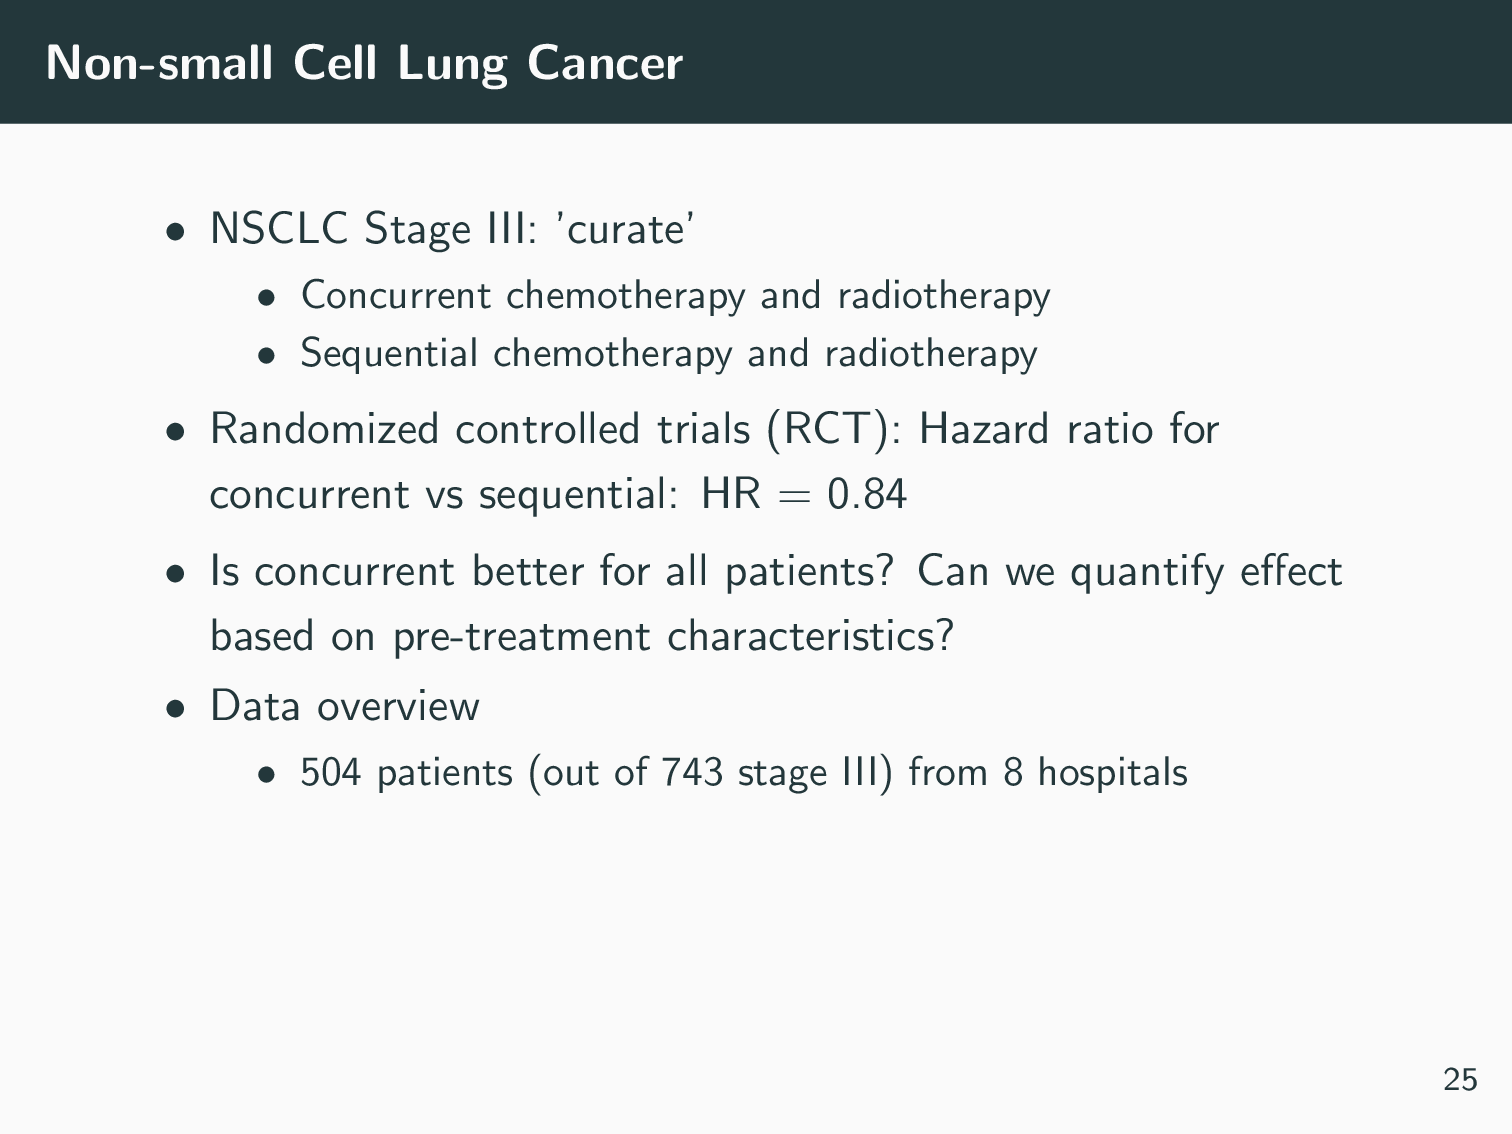 Non-small Cell Lung Cancer
• NSCLC Stage III: 'curate'
• Concurrent chemotherapy and radiotherapy
• Sequential chemotherapy and radiotherapy
• Randomized controlled trials (RCT): Hazard ratio for
concurrent vs sequential: HR = 0.84
• Is concurrent better for all patients? Can we quantify effect
based on pre-treatment characteristics?
• Data overview
• 504 patients (out of 743 stage III) from 8 hospitals
25